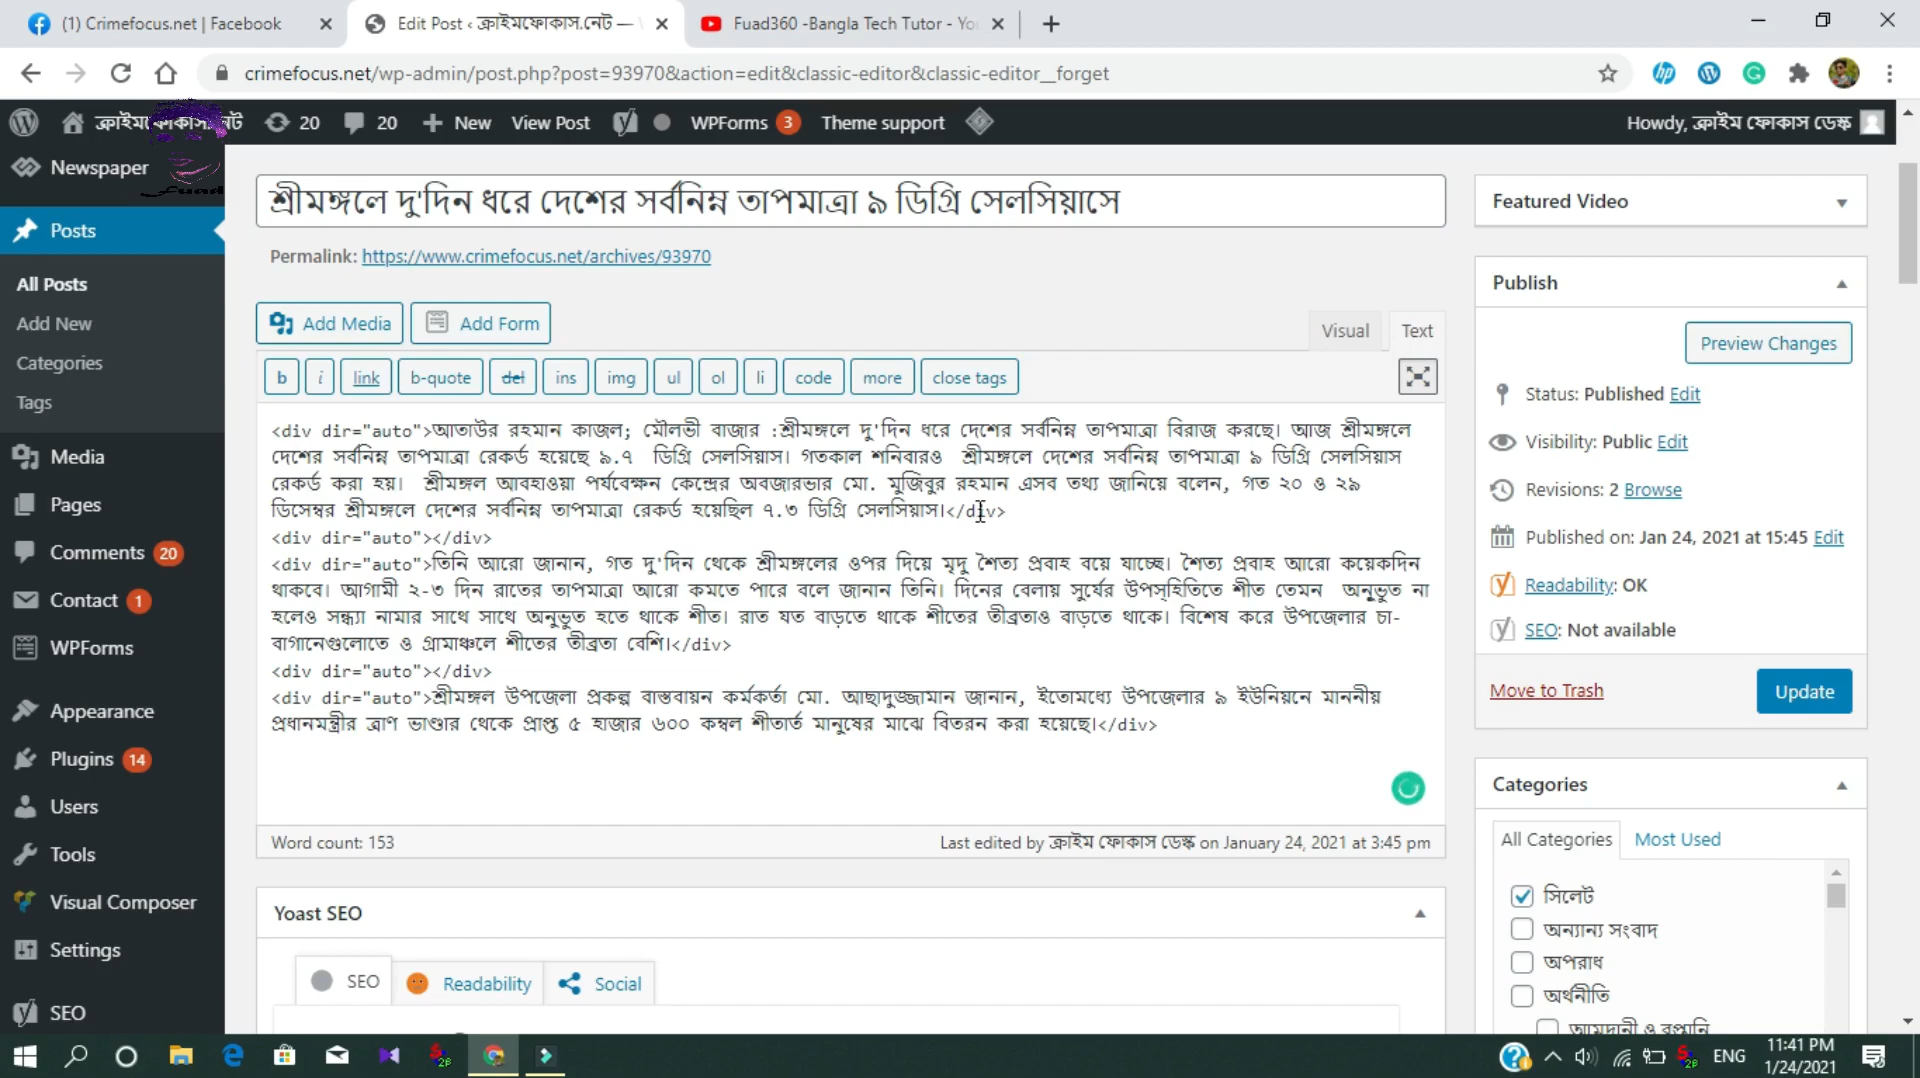 (1) Crimefocus.net | Facebook
Edit Post ‹ ক্রাইমফোকাস.নেট —
Fuad360 -Bangla Tech Tutor - Yo
crimefocus.net/wp-admin/post.php?post=93970&action=edit&classic-editor&classic-editor__forget
20
20
New
View Post
WPForms 3
Theme support
Howdy, ক্রাইম ফোকাস ডেস্ক
Newspaper
Fuad
Posts
All Posts
Add New
Categories
Tags
Media
Pages
Comments 20
Contact 1
WPForms
Appearance
Plugins 14
Users
Tools
Visual Composer
Settings
SEO
শ্রীমঙ্গলে দু'দিন ধরে দেশের সর্বনিম্ন তাপমাত্রা ৯ ডিগ্রি সেলসিয়াসে
Permalink: https://www.crimefocus.net/archives/93970
Add Media
Add Form
Visual
Text
b
i
link
b-quote
del
ins
img
ul
ol
li
code
more
close tags
<div dir="auto">আতাউর রহমান কাজল; মৌলভী বাজার :শ্রীমঙ্গলে দু'দিন ধরে দেশের সর্বনিম্ন তাপমাত্রা বিরাজ করছে। আজ শ্রীমঙ্গলে
দেশের সর্বনিম্ন তাপমাত্রা রেকর্ড হয়েছে ৯.৭ ডিগ্রি সেলসিয়াস। গতকাল শনিবারও শ্রীমঙ্গলে দেশের সর্বনিম্ন তাপমাত্রা ৯ ডিগ্রি সেলসিয়াস
রেকর্ড করা হয়। শ্রীমঙ্গল আবহাওয়া পর্যবেক্ষন কেন্দ্রের অবজারভার মো. মুজিবুর রহমান এসব তথ্য জানিয়ে বলেন, গত ২০ ও ২৯
ডিসেম্বর শ্রীমঙ্গলে দেশের সর্বনিম্ন তাপমাত্রা রেকর্ড হয়েছিল ৭.৩ ডিগ্রি সেলসিয়াস।</div>
<div dir="auto"></div>
<div dir="auto">তিনি আরো জানান, গত দু'দিন থেকে শ্রীমঙ্গলের ওপর দিয়ে মৃদু শৈত্য প্রবাহ বয়ে যাচ্ছে। শৈত্য প্রবাহ আরো কয়েকদিন
থাকবে। আগামী ২-৩ দিন রাতের তাপমাত্রা আরো কমতে পারে বলে জানান তিনি। দিনের বেলায় সুর্যের উপস্হিতিতে শীত তেমন অনুভুত না
হলেও সন্ধ্যা নামার সাথে সাথে অনুভুত হতে থাকে শীত। রাত যত বাড়তে থাকে শীতের তীব্রতাও বাড়তে থাকে। বিশেষ করে উপজেলার চা-
বাগানেগুলোতে ও গ্রামাঞ্চলে শীতের তীব্রতা বেশি।</div>
<div dir="auto"></div>
<div dir="auto">শ্রীমঙ্গল উপজেলা প্রকল্প বাস্তবায়ন কর্মকর্তা মো. আছাদুজ্জামান জানান, ইতোমধ্যে উপজেলার ৯ ইউনিয়নে মাননীয়
প্রধানমন্ত্রীর ত্রাণ ভাণ্ডার থেকে প্রাপ্ত ৫ হাজার ৬০০ কম্বল শীতার্ত মানুষের মাঝে বিতরন করা হয়েছে।</div>
Word count: 153
Last edited by ক্রাইম ফোকাস ডেস্ক on January 24, 2021 at 3:45 pm
Yoast SEO
SEO
Readability
Social
Featured Video
Publish
Preview Changes
Status: Published Edit
Visibility: Public Edit
Revisions: 2 Browse
Published on: Jan 24, 2021 at 15:45 Edit
Readability: OK
SEO: Not available
Move to Trash
Update
Categories
All Categories
Most Used
সিলেট
অন্যান্য সংবাদ
অপরাধ
অর্থনীতি
আমদানী ও রপ্তানি
ENG
11:41 PM
1/24/2021